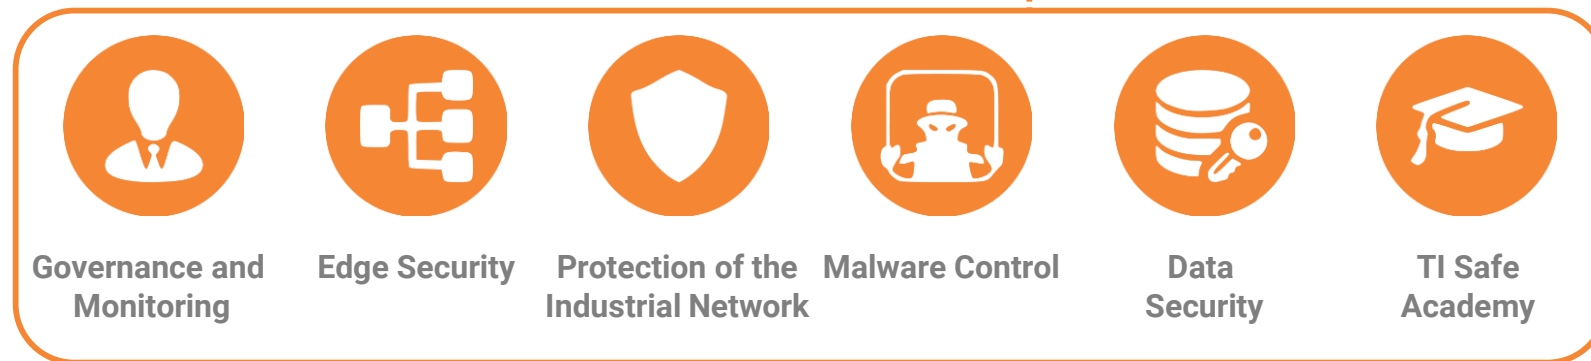 Governance and
Monitoring
Edge Security
Protection of the
Industrial Network
Malware Control
Data
Security
TI Safe
Academy